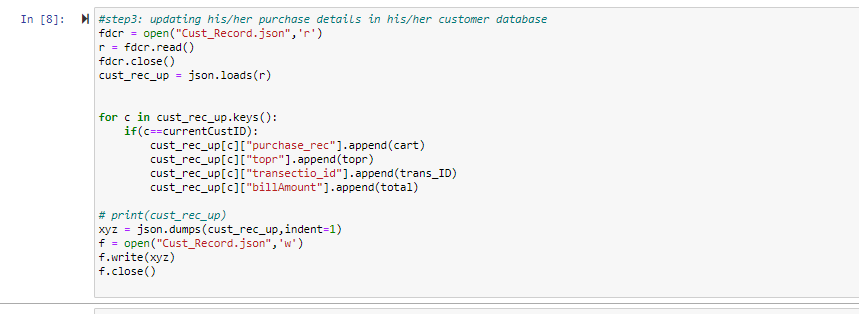 In [8]:
#step3: updating his/her purchase details in his/her customer database
fdcr = open("Cust_Record.json",'r')
r = fdcr.read()
fdcr.close()
cust_rec_up = json.loads(r)
for c in cust_rec_up.keys():
    if(c==currentCustID):
        cust_rec_up[c]["purchase_rec"].append(cart)
        cust_rec_up[c]["topr"].append(topr)
        cust_rec_up[c]["transectio_id"].append(trans_ID)
        cust_rec_up[c]["billAmount"].append(total)
# print(cust_rec_up)
xyz = json.dumps(cust_rec_up,indent=1)
f = open("Cust_Record.json",'w')
f.write(xyz)
f.close()